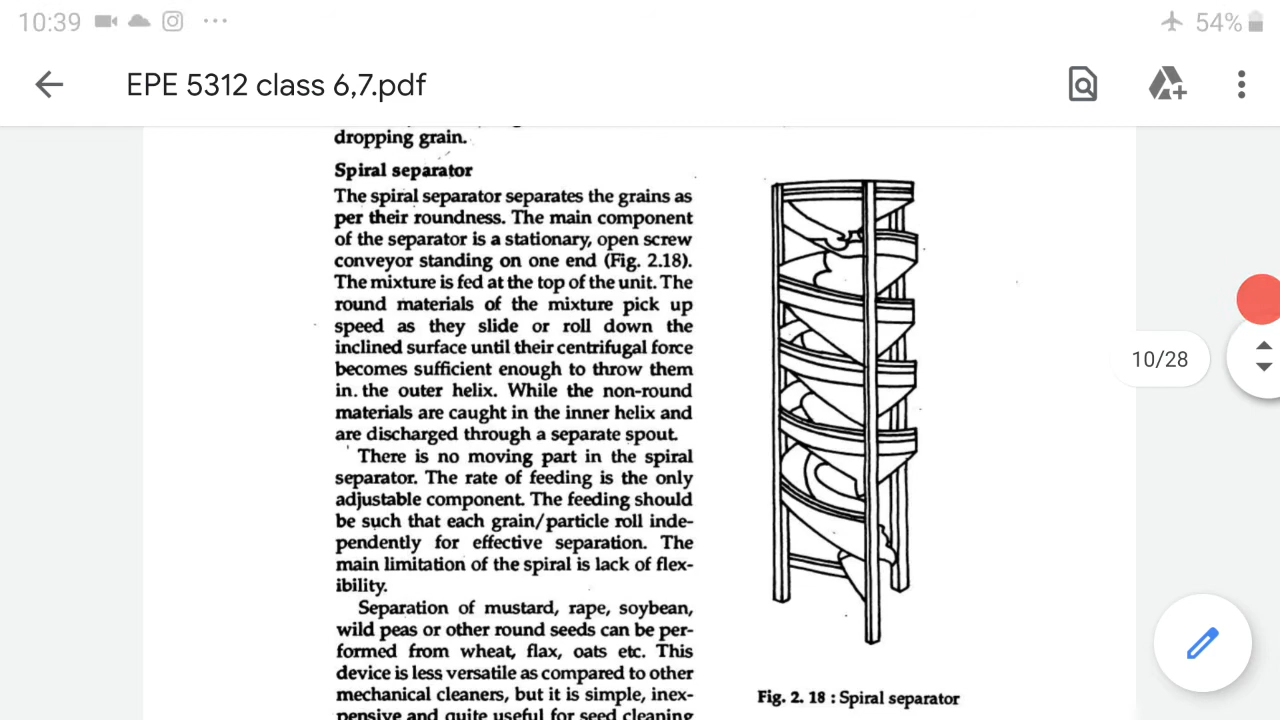 10:39
54%
EPE 5312 class 6,7.pdf
dropping grain.
Spiral separator
The spiral separator separates the grains as
per their roundness. The main component
of the separator is a stationary, open screw
conveyor standing on one end (Fig. 2.18).
The mixture is fed at the top of the unit. The
round materials of the mixture pick up
speed as they slide or roll down the
inclined surface until their centrifugal force
becomes sufficient enough to throw them
in. the outer helix. While the non-round
materials are caught in the inner helix and
are discharged through a separate spout.
There is no moving part in the spiral
separator. The rate of feeding is the only
adjustable component. The feeding should
be such that each grain/particle roll inde-
pendently for effective separation. The
main limitation of the spiral is lack of flex-
ibility.
Separation of mustard, rape, soybean,
wild peas or other round seeds can be per-
formed from wheat, flax, oats etc. This
device is less versatile as compared to other
mechanical cleaners, but it is simple, inex-
pensive and quite useful for seed cleaning
Fig. 2. 18 : Spiral separator
10/28